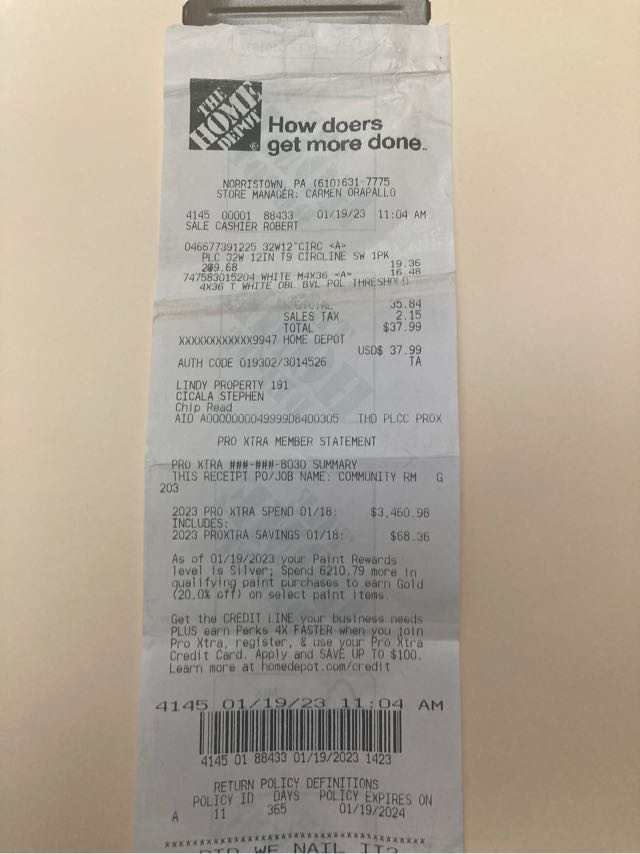 THE HOME DEPOT ®
How doers
get more done..
NORRISTOWN, PA (610)631-7775
STORE MANAGER: CARMEN ORAPALLO
4145 00001 88433 01/19/23 11:04 AM
SALE CASHIER ROBERT
046677391225 32W12"CIRC <A>
PLC 32W 12IN T9 CIRCLINE SW 1PK
2@9.68 19.36
747583015204 WHITE M4X36 <A> 16.48
4X36 T WHITE DBL BVL POL THRESHOLD
SUBTOTAL 35.84
SALES TAX 2.15
TOTAL $37.99
XXXXXXXXXXXX9947 HOME DEPOT
USD$ 37.99
AUTH CODE 019302/3014526 TA
LINDY PROPERTY 191
CICALA STEPHEN
Chip Read
AID A0000000049999D8400305 THD PLCC PROX
PRO XTRA MEMBER STATEMENT
PRO XTRA ###-###-8030 SUMMARY
THIS RECEIPT PO/JOB NAME: COMMUNITY RM G
203
2023 PRO XTRA SPEND 01/18: $3,460.98
INCLUDES:
2023 PROXTRA SAVINGS 01/18: $68.36
As of 01/19/2023 your Paint Rewards
level is Silver; Spend 6210.79 more in
qualifying paint purchases to earn Gold
(20.0% off) on select paint items.
Get the CREDIT LINE your business needs
PLUS earn Perks 4X FASTER when you join
Pro Xtra, register, & use your Pro Xtra
Credit Card. Apply and SAVE UP TO $100.
Learn more at homedepot.com/credit
4145 01/19/23 11:04 AM
4145 01 88433 01/19/2023 1423
RETURN POLICY DEFINITIONS
POLICY ID DAYS POLICY EXPIRES ON
A 11 365 01/19/2024
DID WE NAIL IT?